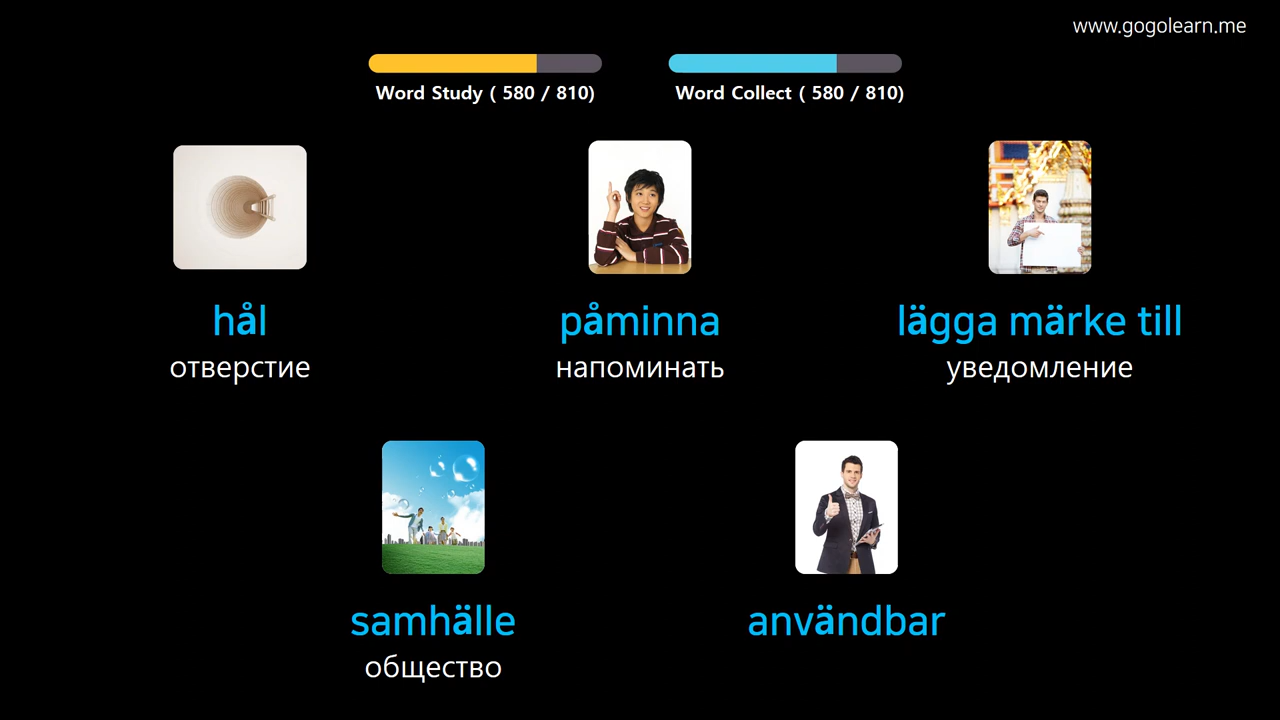 www.gogolearn.me
Word Study ( 580 / 810)
Word Collect ( 580 / 810)
hål
påminna
lägga märke till
отверстие
напоминать
уведомление
samhälle
användbar
общество